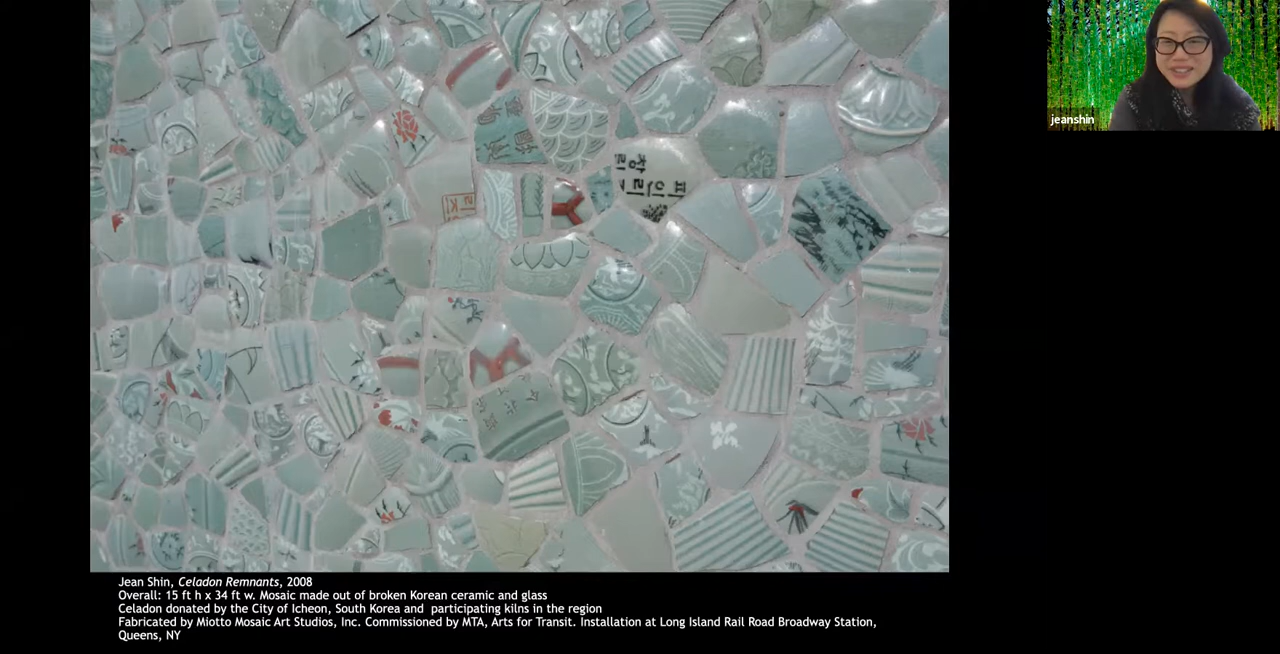 jeanshin
Jean Shin, Celadon Remnants, 2008
Overall: 15 ft h x 34 ft w. Mosaic made out of broken Korean ceramic and glass
Celadon donated by the City of Icheon, South Korea and participating kilns in the region
Fabricated by Miotto Mosaic Art Studios, Inc. Commissioned by MTA, Arts for Transit. Installation at Long Island Rail Road Broadway Station,
Queens, NY